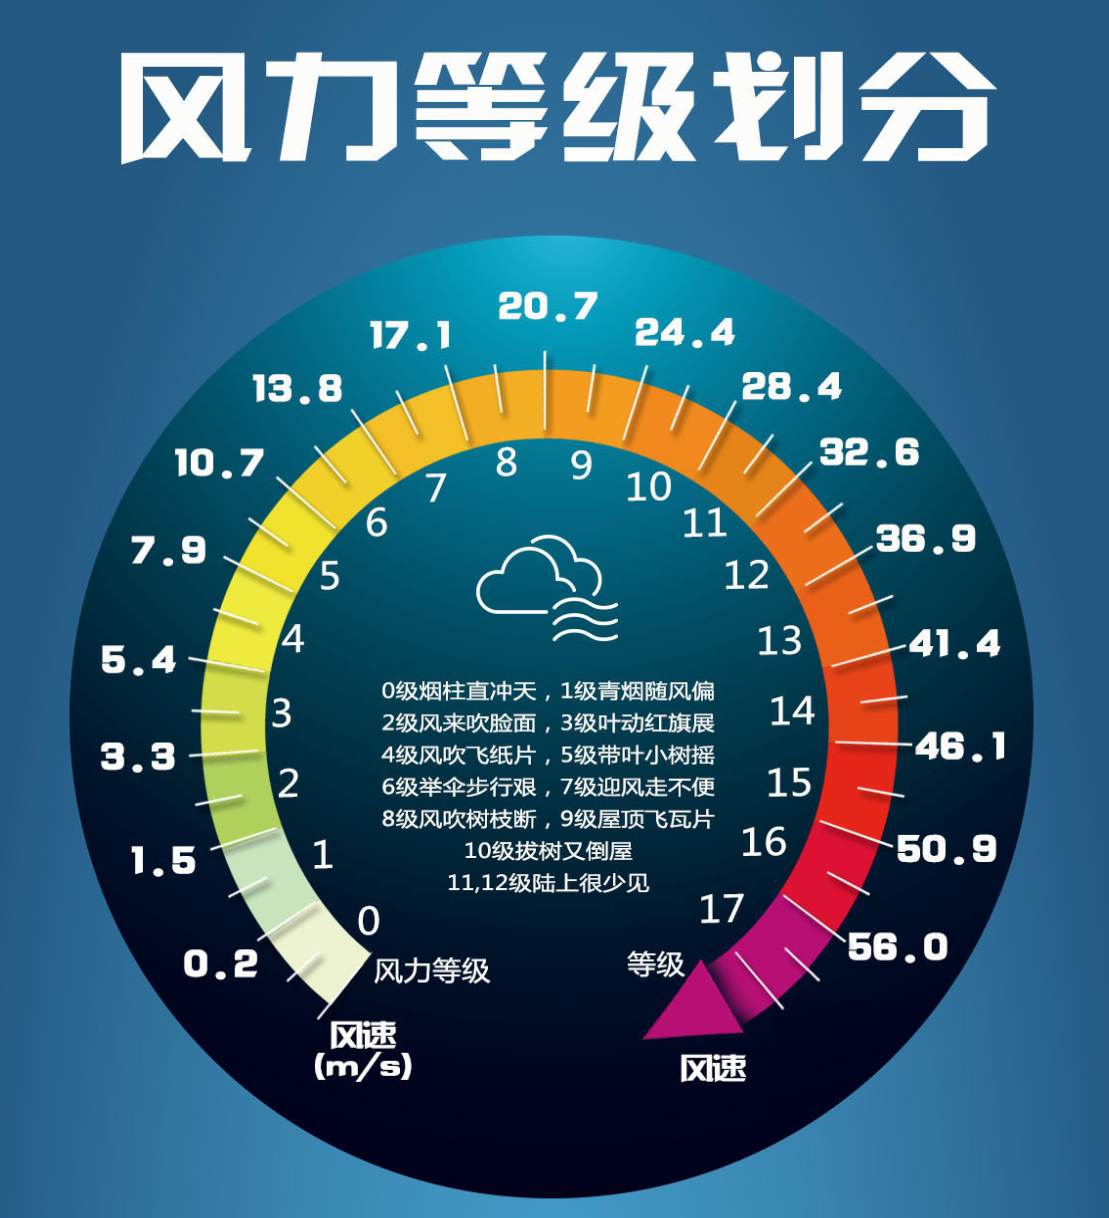 风力等级划分
20.7
17.1
24.4
13.8
28.4
10.7
32.6
7.9
36.9
5.4
41.4
3.3
46.1
1.5
50.9
0.2
56.0
8
9
7
10
6
11
5
12
4
13
3
14
2
15
1
16
0
17
0级烟柱直冲天，1级青烟随风偏
2级风来吹脸面，3级叶动红旗展
4级风吹飞纸片，5级带叶小树摇
6级举伞步行艰，7级迎风走不便
8级风吹树枝断，9级屋顶飞瓦片
10级拔树又倒屋
11,12级陆上很少见
风力等级
等级
风速
(m/s)
风速